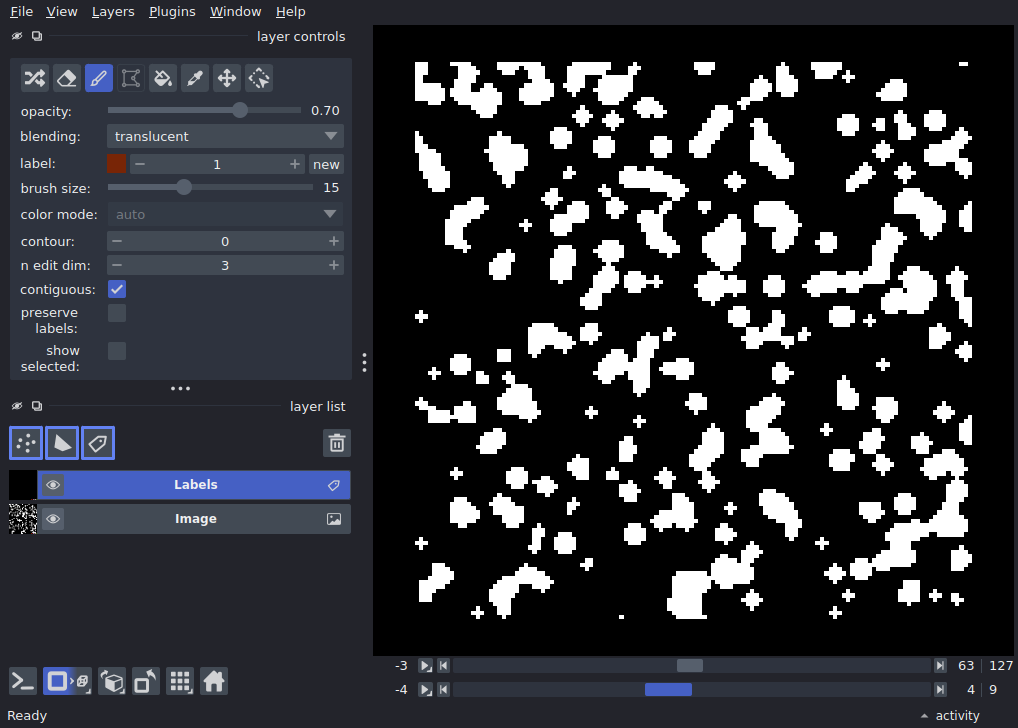 File View Layers Plugins Window Help
layer controls
opacity: 0.70
blending: translucent
label: 1 new
brush size: 15
color mode: auto
contour: 0
n edit dim: 3
contiguous:
preserve
labels:
show
selected:
layer list
Labels
Image
-3 63 127
-4 4 9
Ready activity